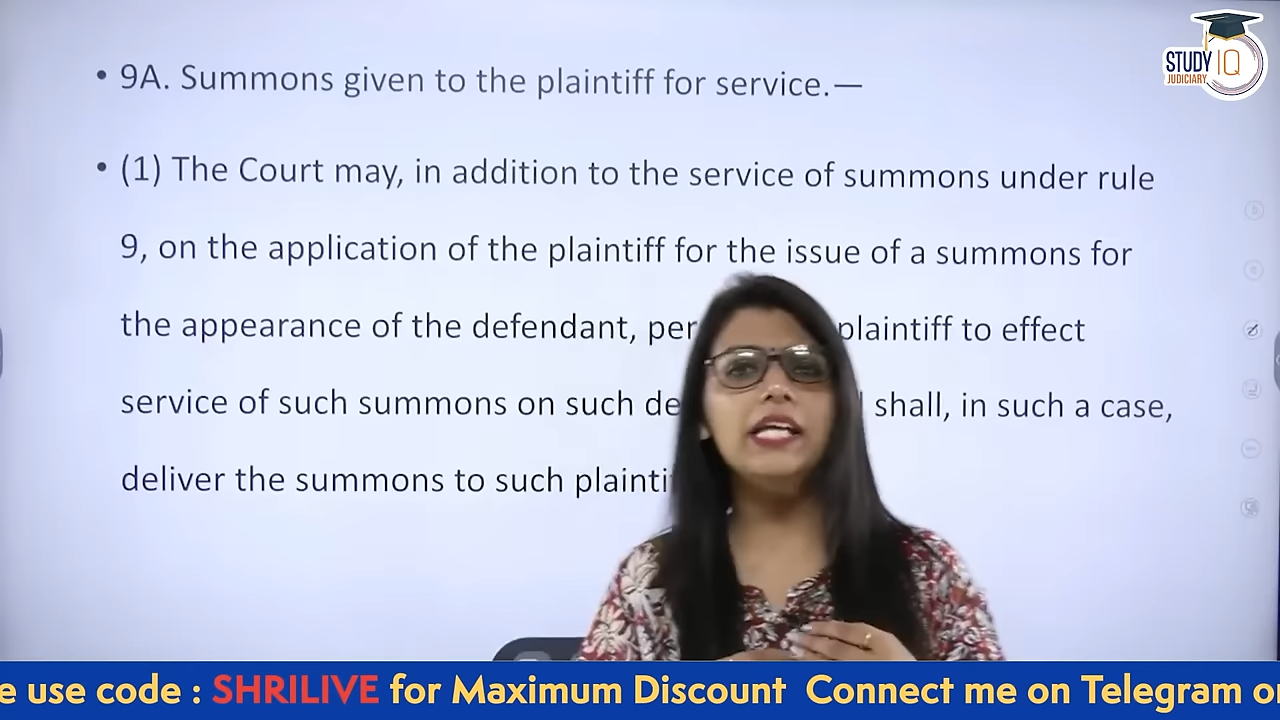 • 9A. Summons given to the plaintiff for service.—
STUDY IQ
JUDICIARY
• (1) The Court may, in addition to the service of summons under rule
9, on the application of the plaintiff for the issue of a summons for
the appearance of the defendant, per plaintiff to effect
service of such summons on such de shall, in such a case,
deliver the summons to such plainti
e use code : SHRILIVE for Maximum Discount Connect me on Telegram o